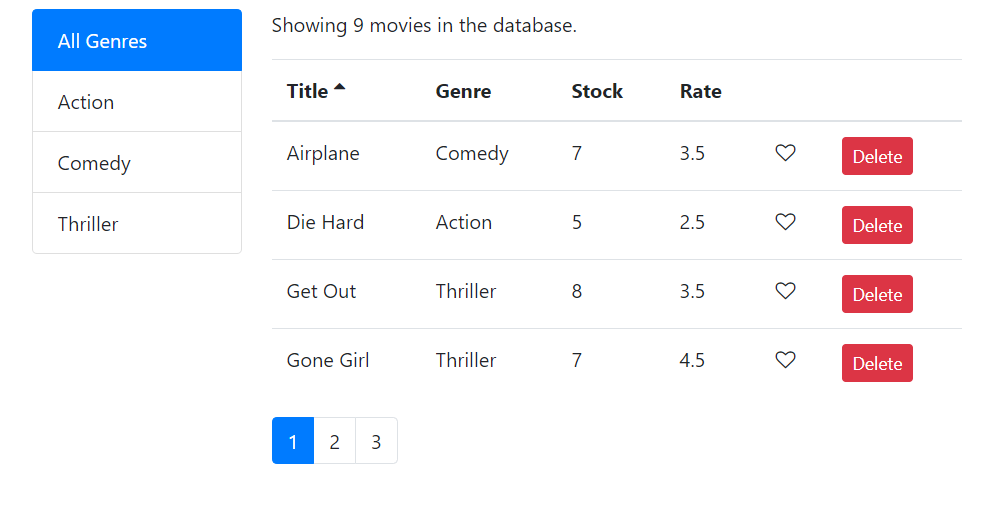 All Genres
Action
Comedy
Thriller
Showing 9 movies in the database.
Title Genre Stock Rate
Airplane Comedy 7 3.5 Delete
Die Hard Action 5 2.5 Delete
Get Out Thriller 8 3.5 Delete
Gone Girl Thriller 7 4.5 Delete
1 2 3